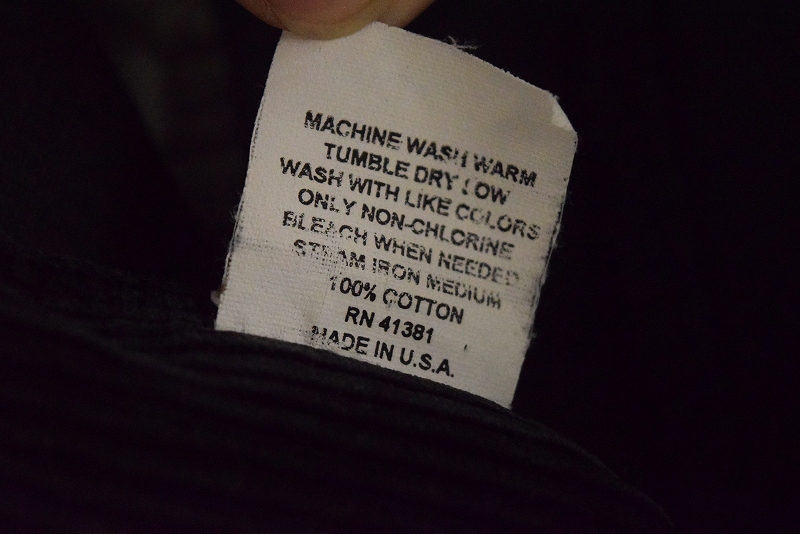 MACHINE WASH WARM
TUMBLE DRY LOW
WASH WITH LIKE COLORS
ONLY NON-CHLORINE
BLEACH WHEN NEEDED
STEAM IRON MEDIUM
100% COTTON
RN 41381
MADE IN U.S.A.